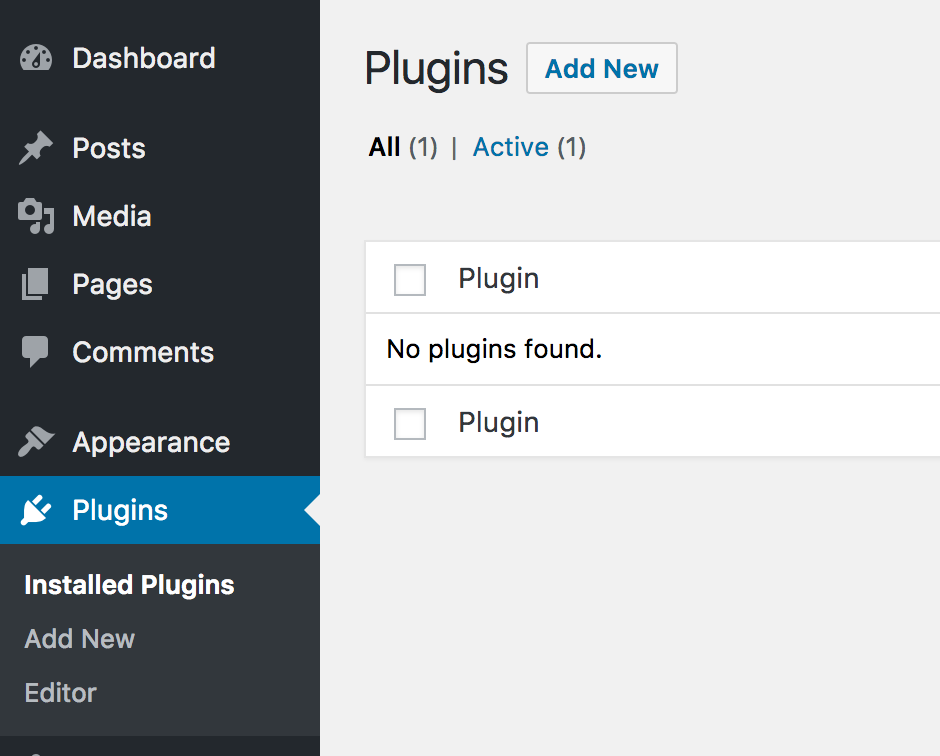 Dashboard
Posts
Media
Pages
Comments
Appearance
Plugins
Installed Plugins
Add New
Editor
Plugins Add New
All (1) | Active (1)
Plugin
No plugins found.
Plugin